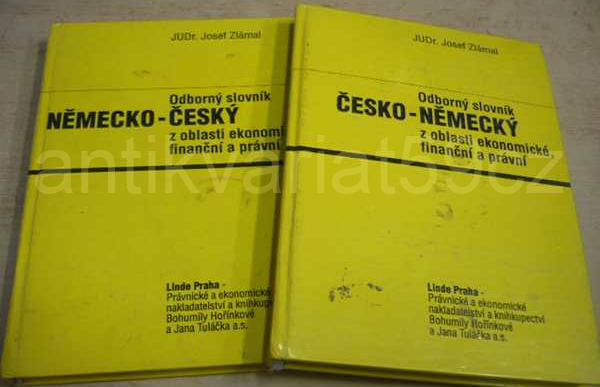 JUDr. Josef Zlámal
Odborný slovník
NĚMECKO-ČESKÝ
z oblasti ekonomi
finanční a právní
Linde Praha -
Právnické a ekonomické
nakladatelství a knihkupe
Bohumily Hořínkové
a Jana Tuláčka a.s.
JUDr. Josef Zlámal
Odborný slovník
ČESKO-NĚMECKÝ
z oblasti ekonomické,
finanční a právní
Linde Praha -
Právnické a ekonomické
nakladatelství a knihkupectví
Bohumily Hořínkové
a Jana Tuláčka a.s.
antikvariat59cz